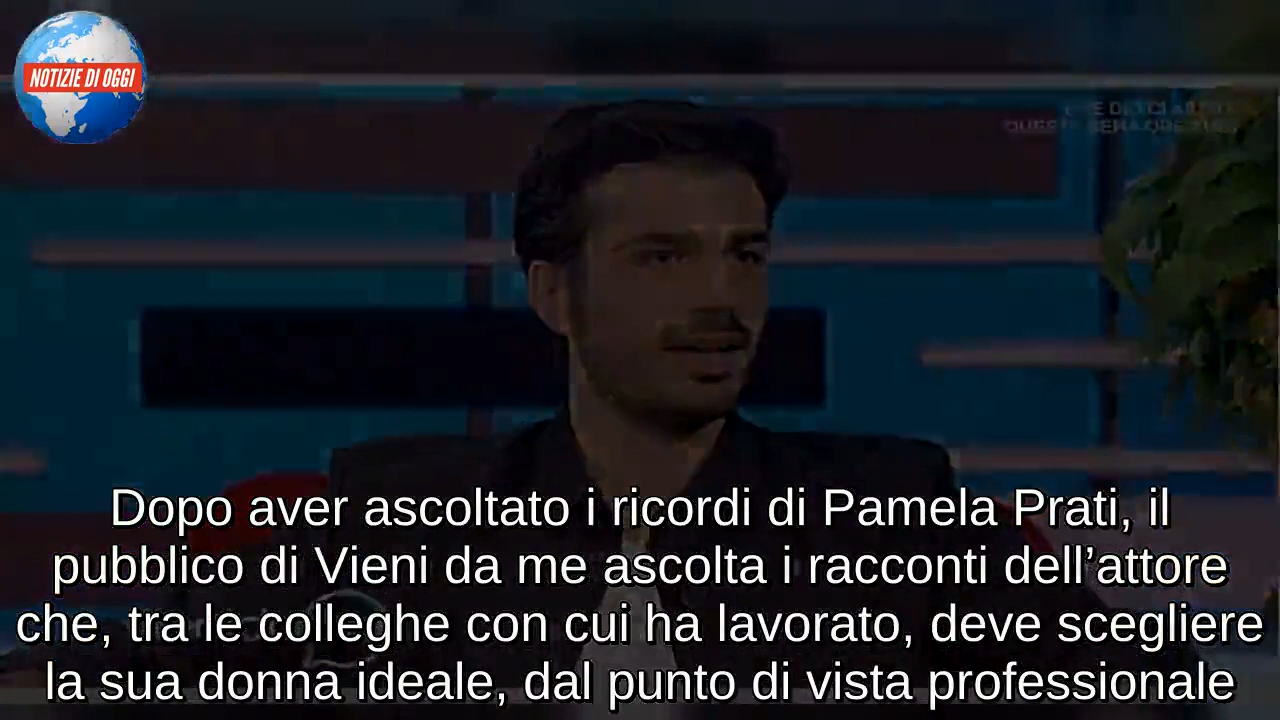 NOTIZIE DI OGGI
Dopo aver ascoltato i ricordi di Pamela Prati, il
pubblico di Vieni da me ascolta i racconti dell’attore
che, tra le colleghe con cui ha lavorato, deve scegliere
la sua donna ideale, dal punto di vista professionale